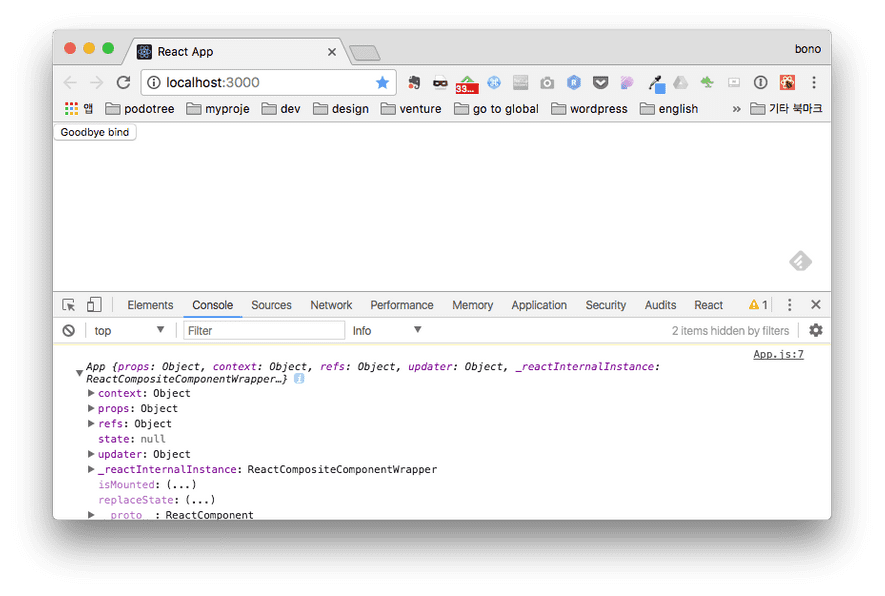 React App
bono
localhost:3000
33...
맵 podotree myproje dev design venture go to global wordpress english » 기타 북마크
Goodbye bind
Elements Console Sources Network Performance Memory Application Security Audits React 1
top Filter Info 2 items hidden by filters
App.js:7
App {props: Object, context: Object, refs: Object, updater: Object, _reactInternalInstance:
ReactCompositeComponentWrapper…}
context: Object
props: Object
refs: Object
state: null
updater: Object
_reactInternalInstance: ReactCompositeComponentWrapper
isMounted: (...)
replaceState: (...)
__proto__: ReactComponent